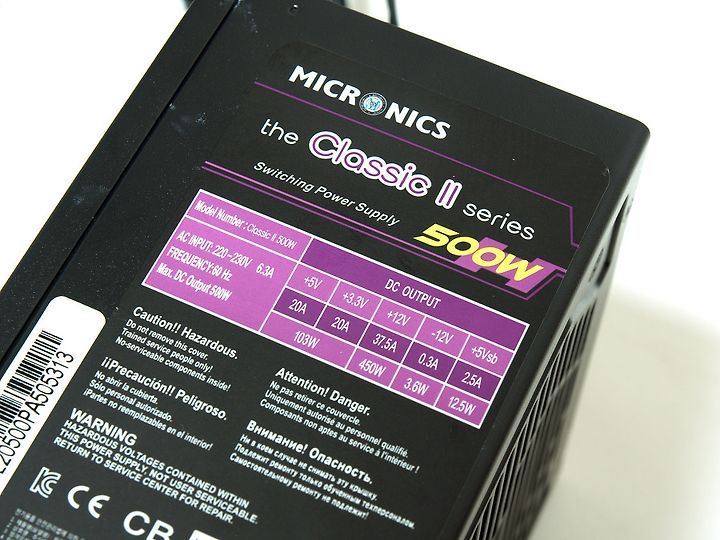 MICRONICS
the Classic II series
Switching Power Supply
500W
Model Number : Classic II 500W
AC INPUT: 220~230V 6.3A
FREQUENCY:60 Hz
Max. DC Output 500W
DC OUTPUT
+5V +3.3V +12V -12V +5Vsb
20A 20A 37.5A 0.3A 2.5A
103W 450W 3.6W 12.5W
Caution!! Hazardous.
Do not remove this cover.
Trained service people only!
No-serviceable components inside!
¡¡Precaución!! Peligroso.
No abrir la cubierta.
Solo personal autorizado.
¡Partes no reemplazables en el interior!
WARNING
HAZARDOUS VOLTAGES CONTAINED WITHIN
THIS POWER SUPPLY. NOT USER SERVICEABLE.
RETURN TO SERVICE CENTER FOR REPAIR.
Attention! Danger.
Ne pas retirer ce couvercle.
Uniquement autorisé au personnel qualifié.
Composants non aptes au service à l'intérieur !
Внимание! Опасность.
Ни в коем случае не снимать эту крышку.
Подлежит ремонту только обученным техперсоналом.
Самостоятельному ремонту не подлежит!
L20500PA505313
CE CB